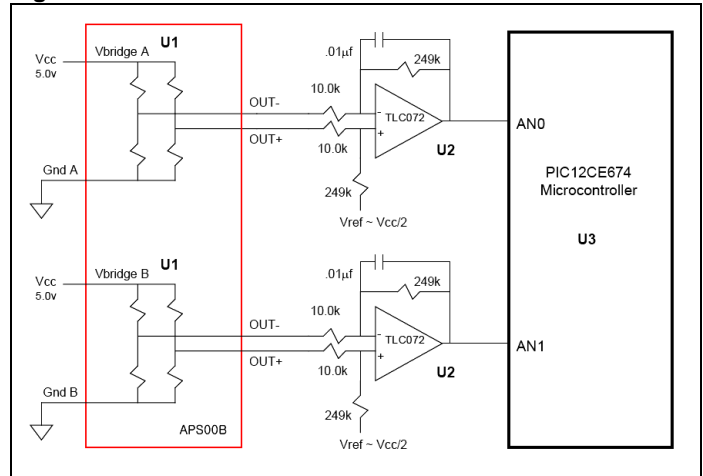 U1
Vbridge A
Vcc
5.0v
.01µf
249k
10.0k
OUT-
-
TLC072
+
OUT+
10.0k
U2
AN0
Gnd A
249k
Vref ~ Vcc/2
PIC12CE674
Microcontroller
U3
U1
Vbridge B
Vcc
5.0v
.01µf
249k
10.0k
OUT-
-
TLC072
+
OUT+
10.0k
U2
AN1
Gnd B
249k
APS00B
Vref ~ Vcc/2